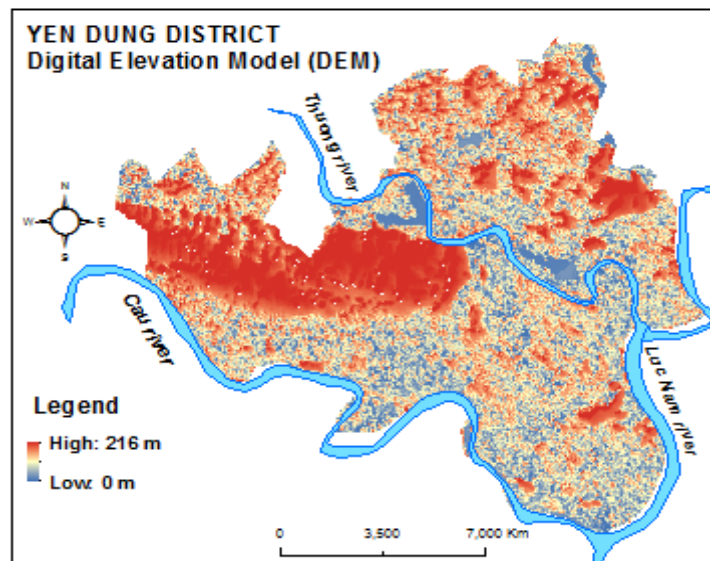 YEN DUNG DISTRICT
Digital Elevation Model (DEM)
Thuong river
N
W E
S
Cau river
Luc Nam river
Legend
High: 216 m
Low: 0 m
0 3,500 7,000 Km